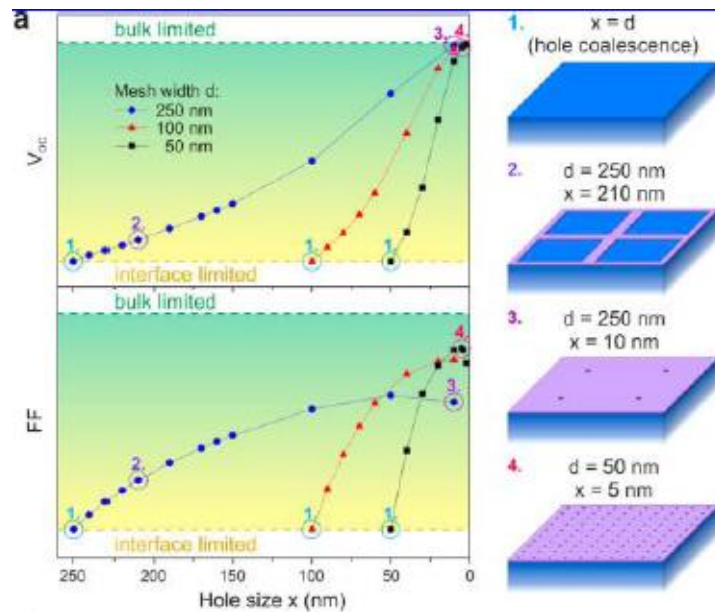 a
bulk limited
Mesh width d:
250 nm
100 nm
50 nm
Voc
1.
2.
1.
1.
3.
4.
interface limited
bulk limited
FF
1.
2.
1.
1.
3.
4.
interface limited
250
200
150
100
50
0
Hole size x (nm)
1.
x = d
(hole coalescence)
2.
d = 250 nm
x = 210 nm
3.
d = 250 nm
x = 10 nm
4.
d = 50 nm
x = 5 nm